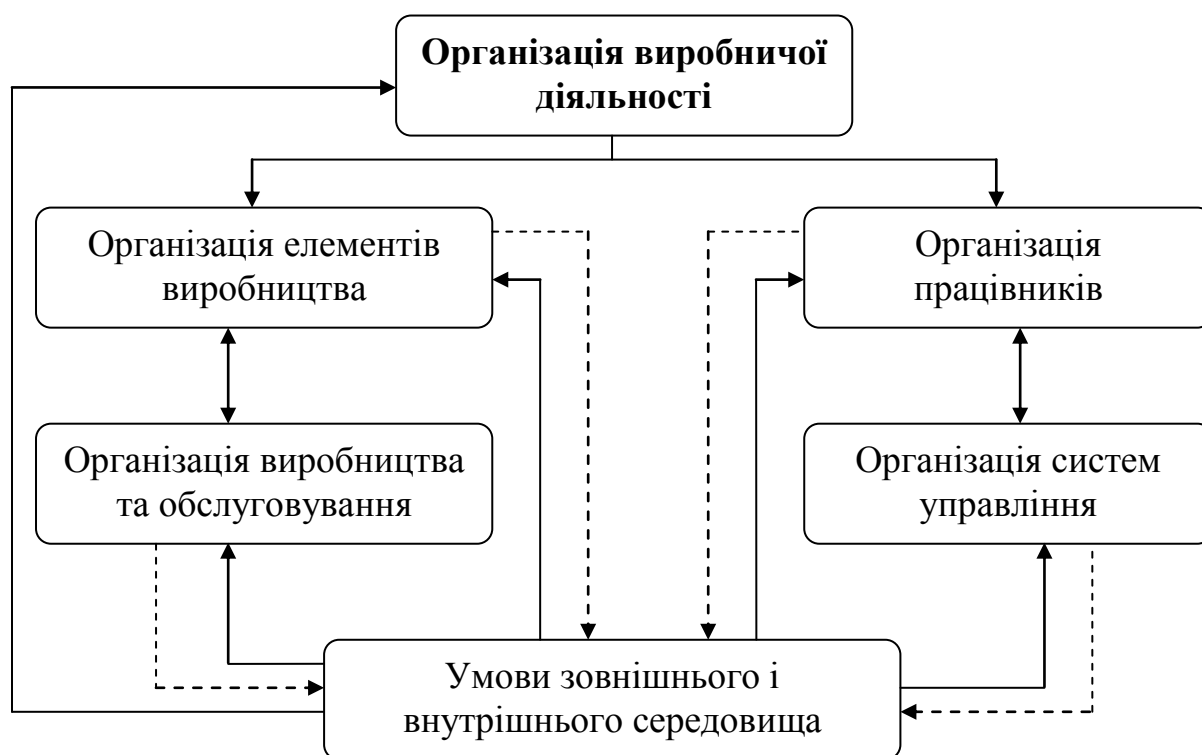 Організація виробничої
діяльності
Організація елементів
виробництва
Організація
працівників
Організація виробництва
та обслуговування
Організація систем
управління
Умови зовнішнього і
внутрішнього середовища